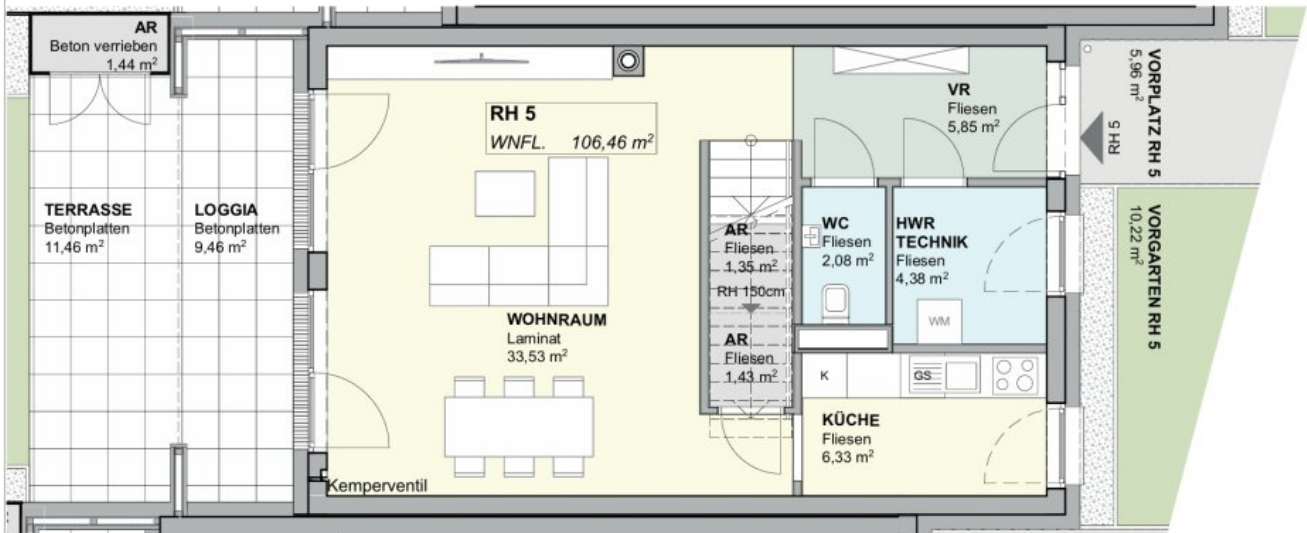 AR
Beton verrieben
1,44 m²
TERRASSE
Betonplatten
11,46 m²
LOGGIA
Betonplatten
9,46 m²
RH 5
WNFL. 106,46 m²
WOHNRAUM
Laminat
33,53 m²
Kemperventil
AR
Fliesen
1,35 m²
RH 150cm
AR
Fliesen
1,43 m²
VR
Fliesen
5,85 m²
WC
Fliesen
2,08 m²
HWR
TECHNIK
Fliesen
4,38 m²
WM
K
GS
KÜCHE
Fliesen
6,33 m²
RH 5
VORPLATZ RH 5
5,96 m²
VORGARTEN RH 5
10,22 m²